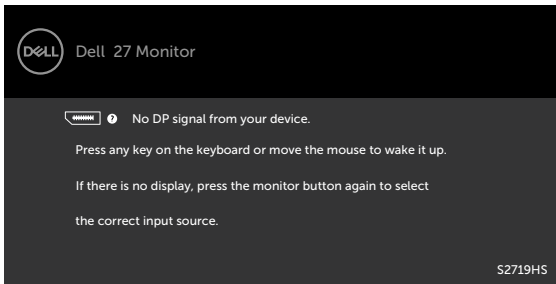 DELL
Dell 27 Monitor
? No DP signal from your device.
Press any key on the keyboard or move the mouse to wake it up.
If there is no display, press the monitor button again to select
the correct input source.
S2719HS